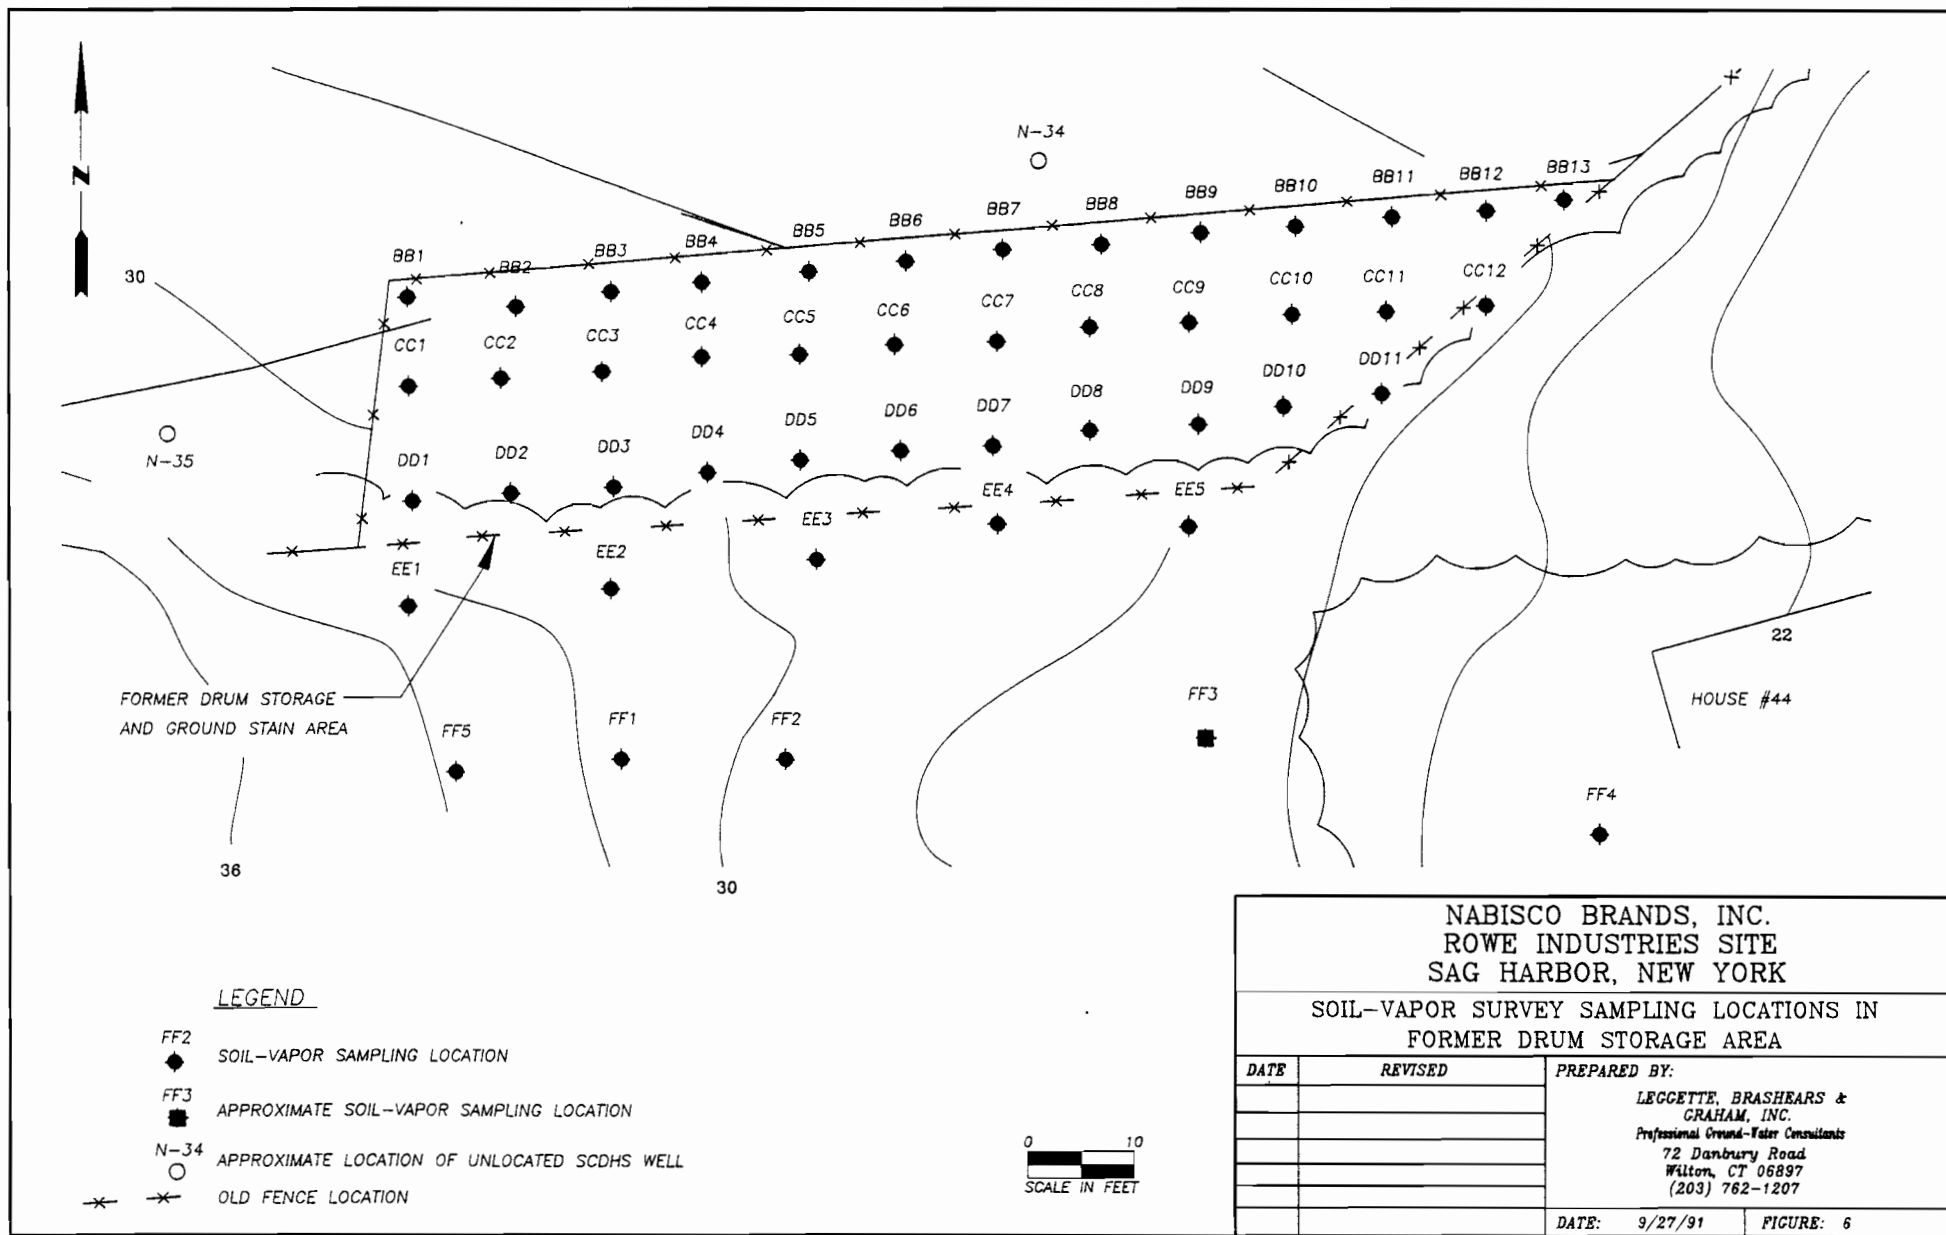 N
N-34
BB1
BB2
BB3
BB4
BB5
BB6
BB7
BB8
BB9
BB10
BB11
BB12
BB13
30
CC1
CC2
CC3
CC4
CC5
CC6
CC7
CC8
CC9
CC10
CC11
CC12
N-35
DD1
DD2
DD3
DD4
DD5
DD6
DD7
DD8
DD9
DD10
DD11
EE1
EE2
EE3
EE4
EE5
22
HOUSE #44
FORMER DRUM STORAGE
AND GROUND STAIN AREA
FF5
FF1
FF2
FF3
FF4
36
30
LEGEND
FF2
SOIL-VAPOR SAMPLING LOCATION
FF3
APPROXIMATE SOIL-VAPOR SAMPLING LOCATION
N-34
APPROXIMATE LOCATION OF UNLOCATED SCDHS WELL
OLD FENCE LOCATION
0 10
SCALE IN FEET
NABISCO BRANDS, INC.
ROWE INDUSTRIES SITE
SAG HARBOR, NEW YORK
SOIL-VAPOR SURVEY SAMPLING LOCATIONS IN
FORMER DRUM STORAGE AREA
DATE REVISED PREPARED BY:
LEGGETTE, BRASHEARS &
GRAHAM, INC.
Professional Ground-Water Consultants
72 Danbury Road
Wilton, CT 06897
(203) 762-1207
DATE: 9/27/91 FIGURE: 6